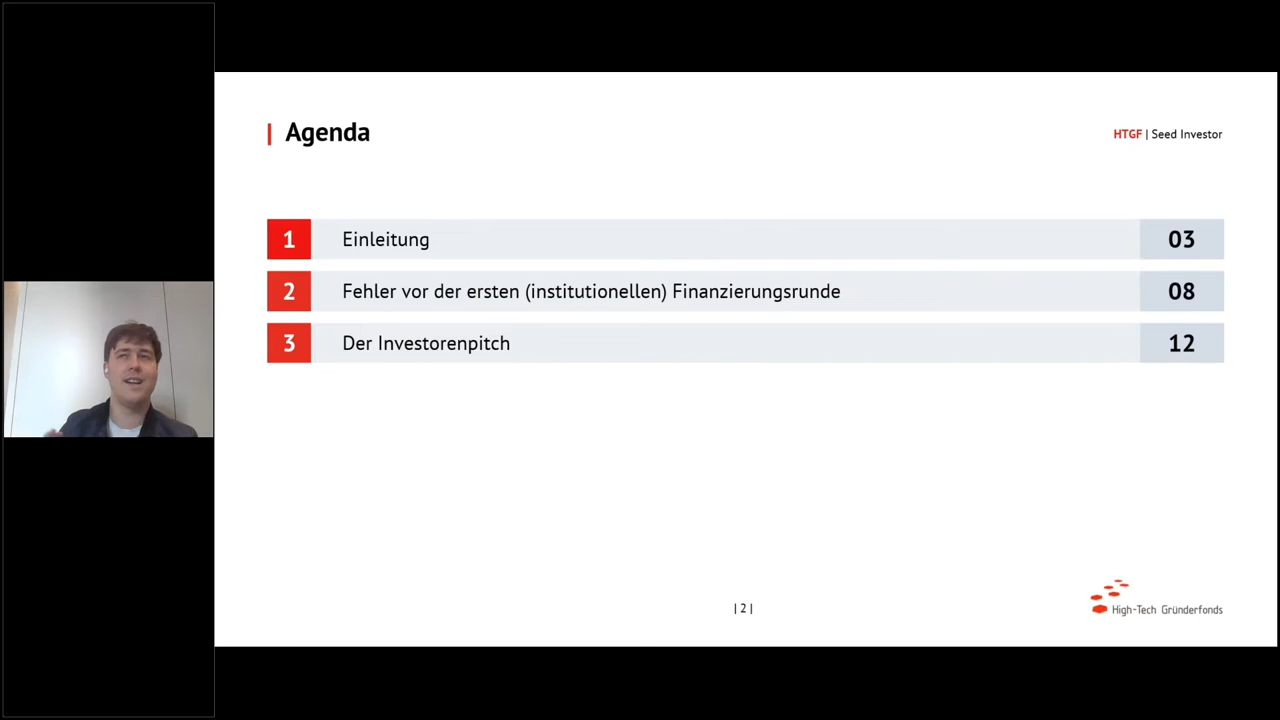 Agenda
HTGF | Seed Investor
1 Einleitung 03
2 Fehler vor der ersten (institutionellen) Finanzierungsrunde 08
3 Der Investorenpitch 12
| 2 |
High-Tech Gründerfonds